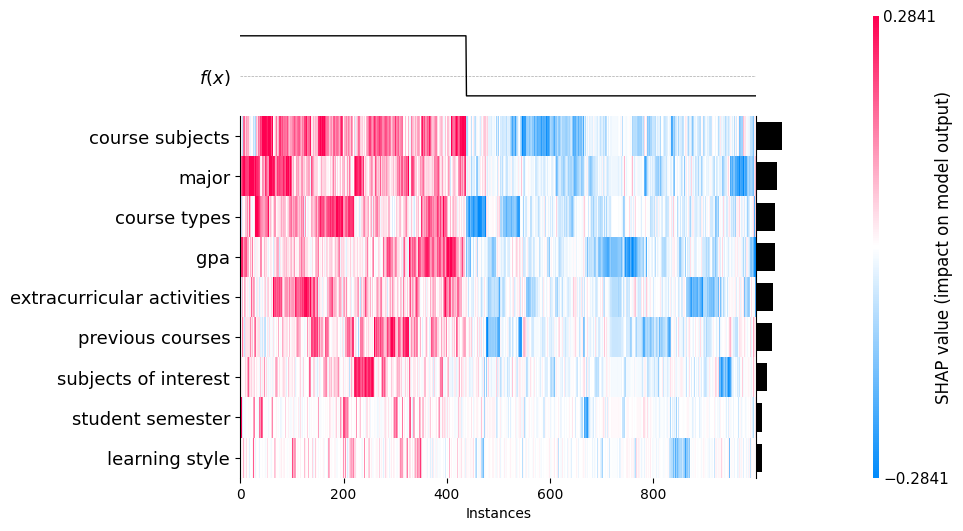 0.2841
f(x)
course subjects
major
course types
gpa
extracurricular activities
previous courses
subjects of interest
student semester
learning style
−0.2841
0 200 400 600 800
Instances
SHAP value (impact on model output)